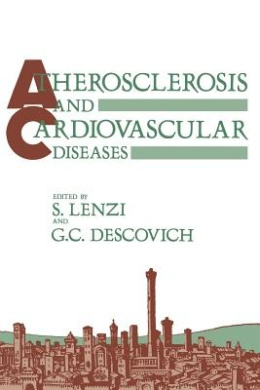 ATHEROSCLEROSIS
AND
CARDIOVASCULAR
DISEASES
EDITED BY
S. LENZI
AND
G.C. DESCOVICH